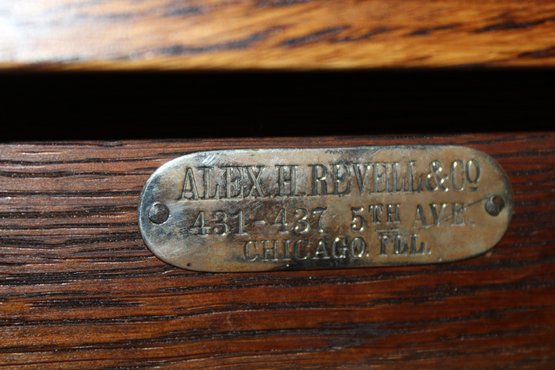 ALEX. H. REVELL & CO
431-437 5TH AVE.
CHICAGO. ILL.